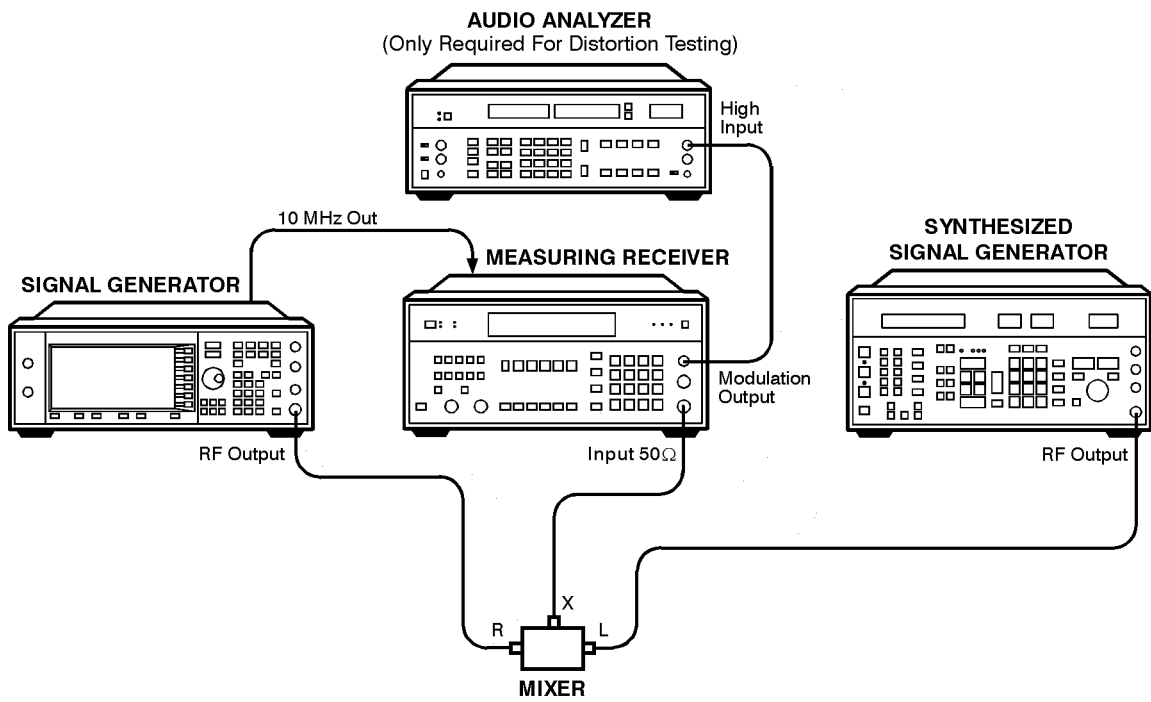 AUDIO ANALYZER
(Only Required For Distortion Testing)
High
Input
10 MHz Out
SYNTHESIZED
SIGNAL GENERATOR
MEASURING RECEIVER
SIGNAL GENERATOR
Modulation
Output
RF Output
Input 50Ω
RF Output
X
R
L
MIXER